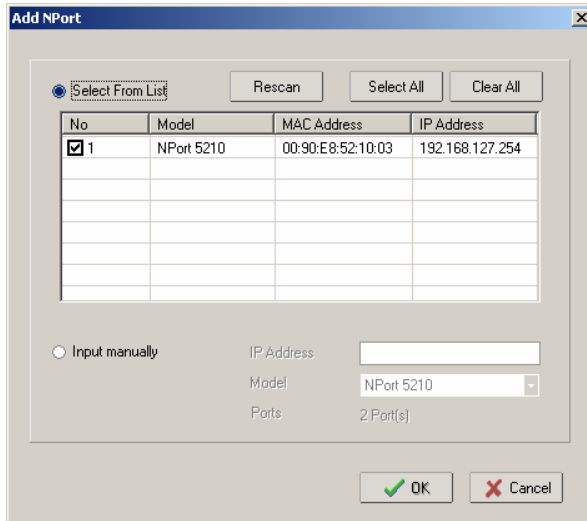 Add NPort
Select From List Rescan Select All Clear All
No Model MAC Address IP Address
1 NPort 5210 00:90:E8:52:10:03 192.168.127.254
Input manually IP Address
Model NPort 5210
Ports 2 Port(s)
OK Cancel